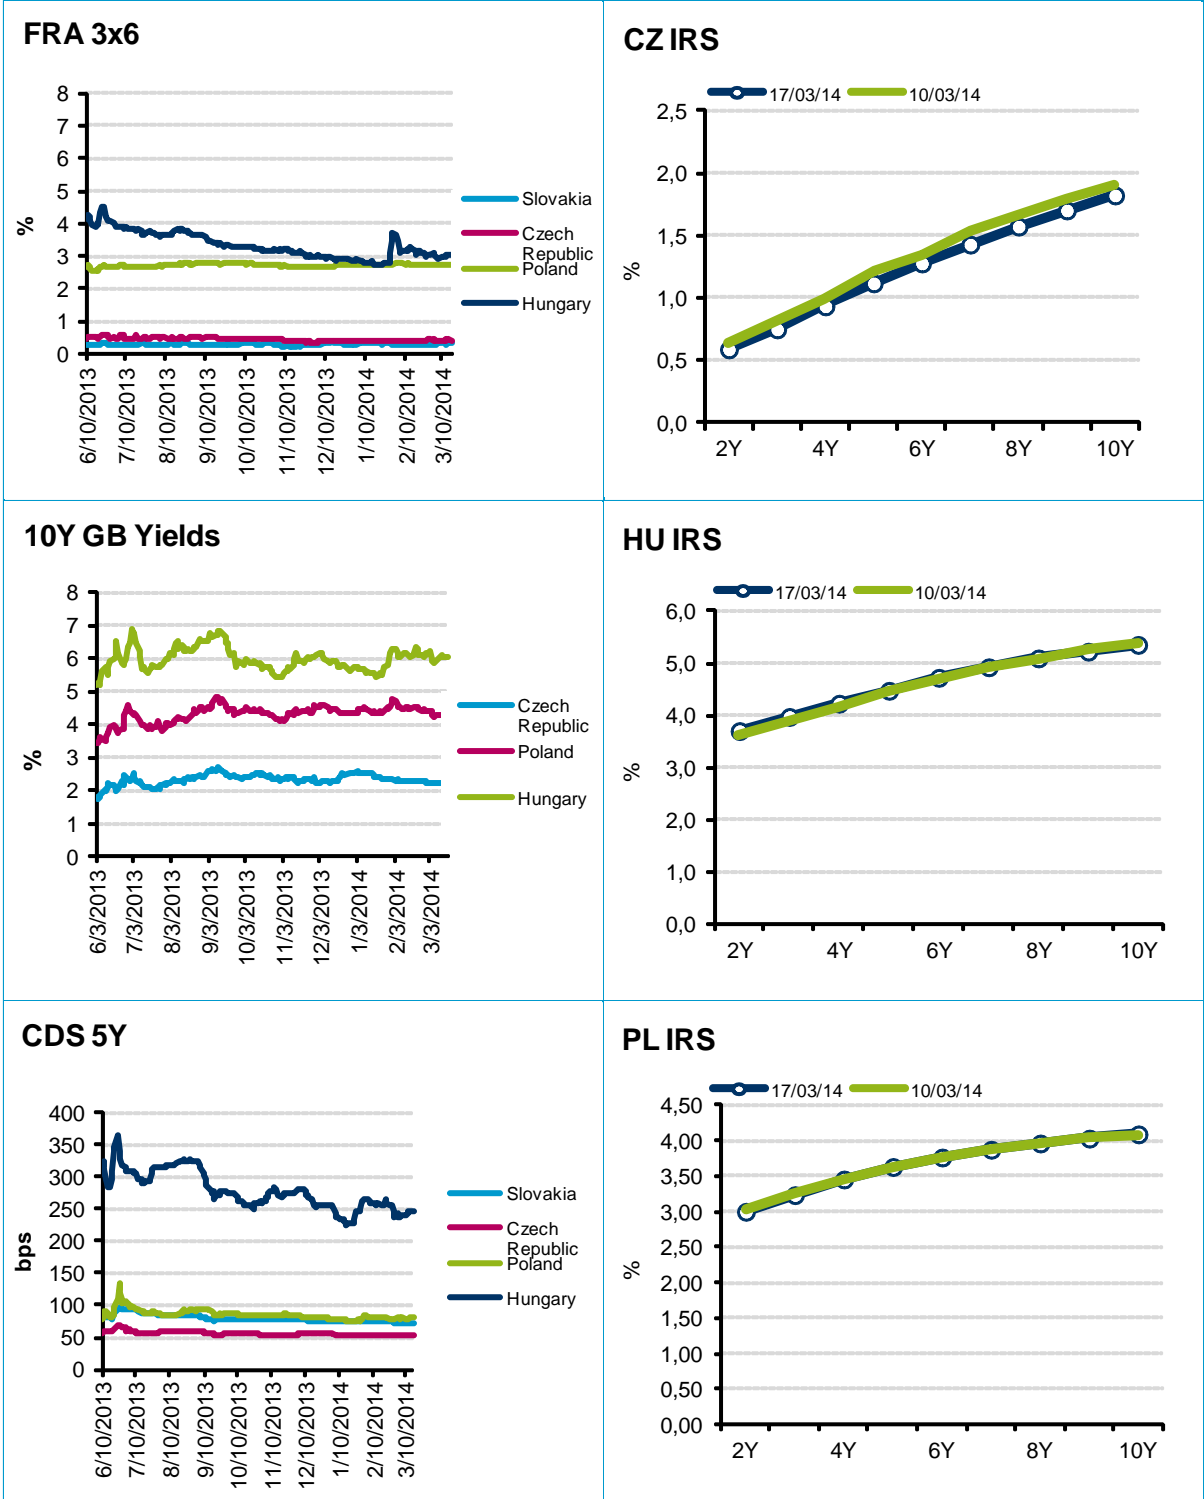 FRA 3x6
8
7
6
5
4
3
2
1
0
%
6/10/2013
7/10/2013
8/10/2013
9/10/2013
10/10/2013
11/10/2013
12/10/2013
1/10/2014
2/10/2014
3/10/2014
Slovakia
Czech
Republic
Poland
Hungary
CZ IRS
17/03/14
10/03/14
2,5
2,0
1,5
1,0
0,5
0,0
%
2Y
4Y
6Y
8Y
10Y
10Y GB Yields
8
7
6
5
4
3
2
1
0
%
6/3/2013
7/3/2013
8/3/2013
9/3/2013
10/3/2013
11/3/2013
12/3/2013
1/3/2014
2/3/2014
3/3/2014
Czech
Republic
Poland
Hungary
HU IRS
17/03/14
10/03/14
6,0
5,0
4,0
3,0
2,0
1,0
0,0
%
2Y
4Y
6Y
8Y
10Y
CDS 5Y
400
350
300
250
200
150
100
50
0
bps
6/10/2013
7/10/2013
8/10/2013
9/10/2013
10/10/2013
11/10/2013
12/10/2013
1/10/2014
2/10/2014
3/10/2014
Slovakia
Czech
Republic
Poland
Hungary
PL IRS
17/03/14
10/03/14
4,50
4,00
3,50
3,00
2,50
2,00
1,50
1,00
0,50
0,00
%
2Y
4Y
6Y
8Y
10Y